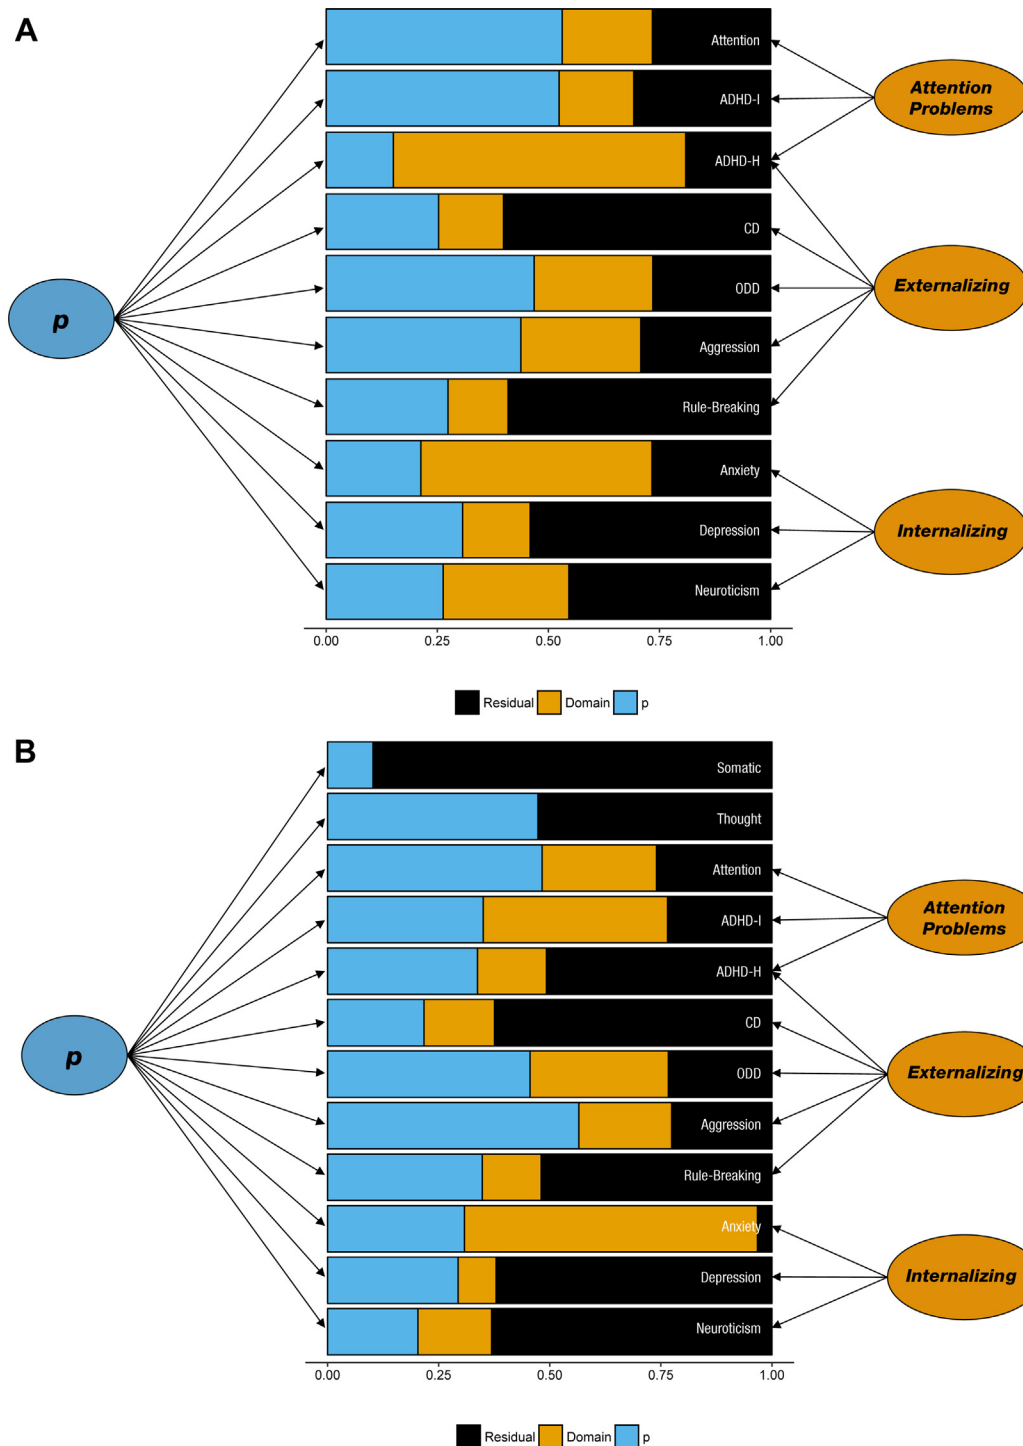 A
Attention
ADHD-I
ADHD-H
CD
ODD
Aggression
Rule-Breaking
Anxiety
Depression
Neuroticism
p
Attention
Problems
Externalizing
Internalizing
0.00 0.25 0.50 0.75 1.00
Residual Domain p
B
Somatic
Thought
Attention
ADHD-I
ADHD-H
CD
ODD
Aggression
Rule-Breaking
Anxiety
Depression
Neuroticism
p
Attention
Problems
Externalizing
Internalizing
0.00 0.25 0.50 0.75 1.00
Residual Domain p